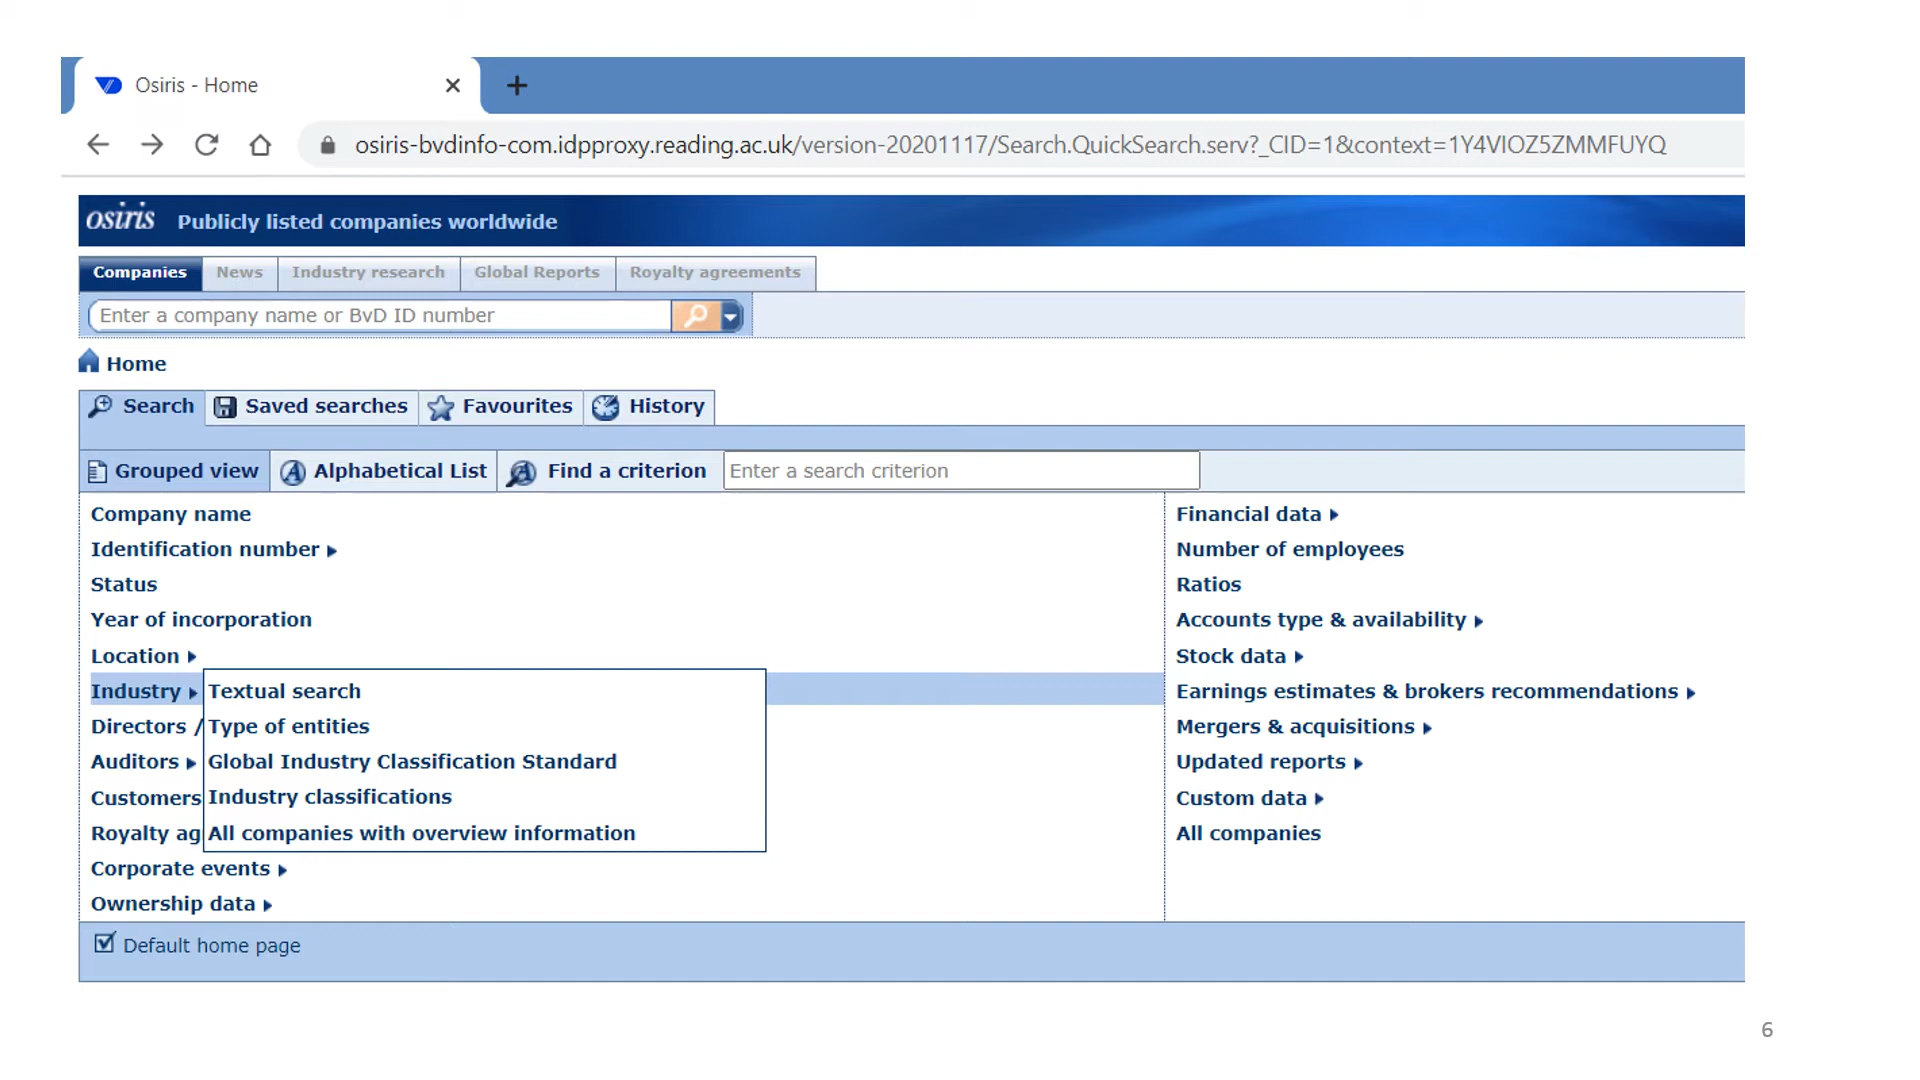 Osiris - Home
osiris-bvdinfo-com.idpproxy.reading.ac.uk/version-20201117/Search.QuickSearch.serv?_CID=1&context=1Y4VIOZ5ZMMFUYQ
osiris Publicly listed companies worldwide
Companies News Industry research Global Reports Royalty agreements
Enter a company name or BvD ID number
Home
Search Saved searches Favourites History
Grouped view Alphabetical List Find a criterion Enter a search criterion
Company name
Identification number
Status
Year of incorporation
Location
Industry
Directors /
Auditors
Customers
Royalty ag
Corporate events
Ownership data
Textual search
Type of entities
Global Industry Classification Standard
Industry classifications
All companies with overview information
Financial data
Number of employees
Ratios
Accounts type & availability
Stock data
Earnings estimates & brokers recommendations
Mergers & acquisitions
Updated reports
Custom data
All companies
Default home page
6